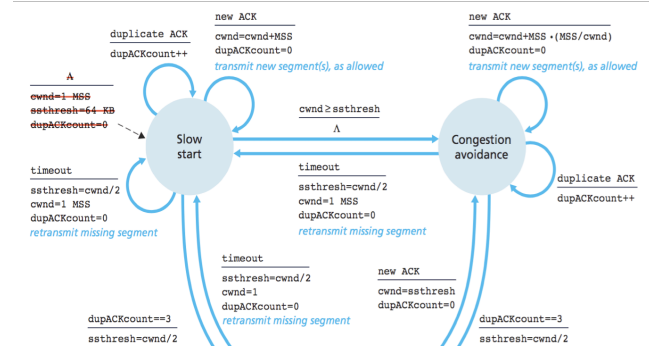 new ACK
cwnd=cwnd+MSS
dupACKcount=0
transmit new segment(s), as allowed
new ACK
cwnd=cwnd+MSS•(MSS/cwnd)
dupACKcount=0
transmit new segment(s), as allowed
duplicate ACK
dupACKcount++
Λ
cwnd=1 MSS
ssthresh=64 KB
dupACKcount=0
cwnd≥ssthresh
Λ
Slow
start
Congestion
avoidance
timeout
ssthresh=cwnd/2
cwnd=1 MSS
dupACKcount=0
retransmit missing segment
timeout
ssthresh=cwnd/2
cwnd=1 MSS
dupACKcount=0
retransmit missing segment
duplicate ACK
dupACKcount++
timeout
ssthresh=cwnd/2
cwnd=1
dupACKcount=0
retransmit missing segment
new ACK
cwnd=ssthresh
dupACKcount=0
dupACKcount==3
ssthresh=cwnd/2
dupACKcount==3
ssthresh=cwnd/2